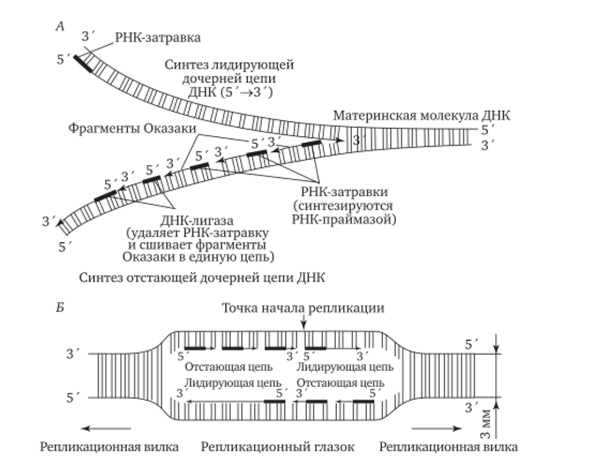 А
3´
РНК-затравка
5´
Синтез лидирующей
дочерней цепи
ДНК (5´→3´)
Материнская молекула ДНК
Фрагменты Оказаки
5´
3´
3´
5´ 3´
5´ 3´
3´
5´
3´
5´
РНК-затравки
(синтезируются
РНК-праймазой)
3´
5´
ДНК-лигаза
(удаляет РНК-затравку
и сшивает фрагменты
Оказаки в единую цепь)
Синтез отстающей дочерней цепи ДНК
Б
Точка начала репликации
3´
5´
3´ 5´
3´
5´
Отстающая цепь
Лидирующая цепь
Лидирующая цепь
Отстающая цепь
5´
3´
5´
3´
5´
3´
3 мм
Репликационная вилка
Репликационный глазок
Репликационная вилка